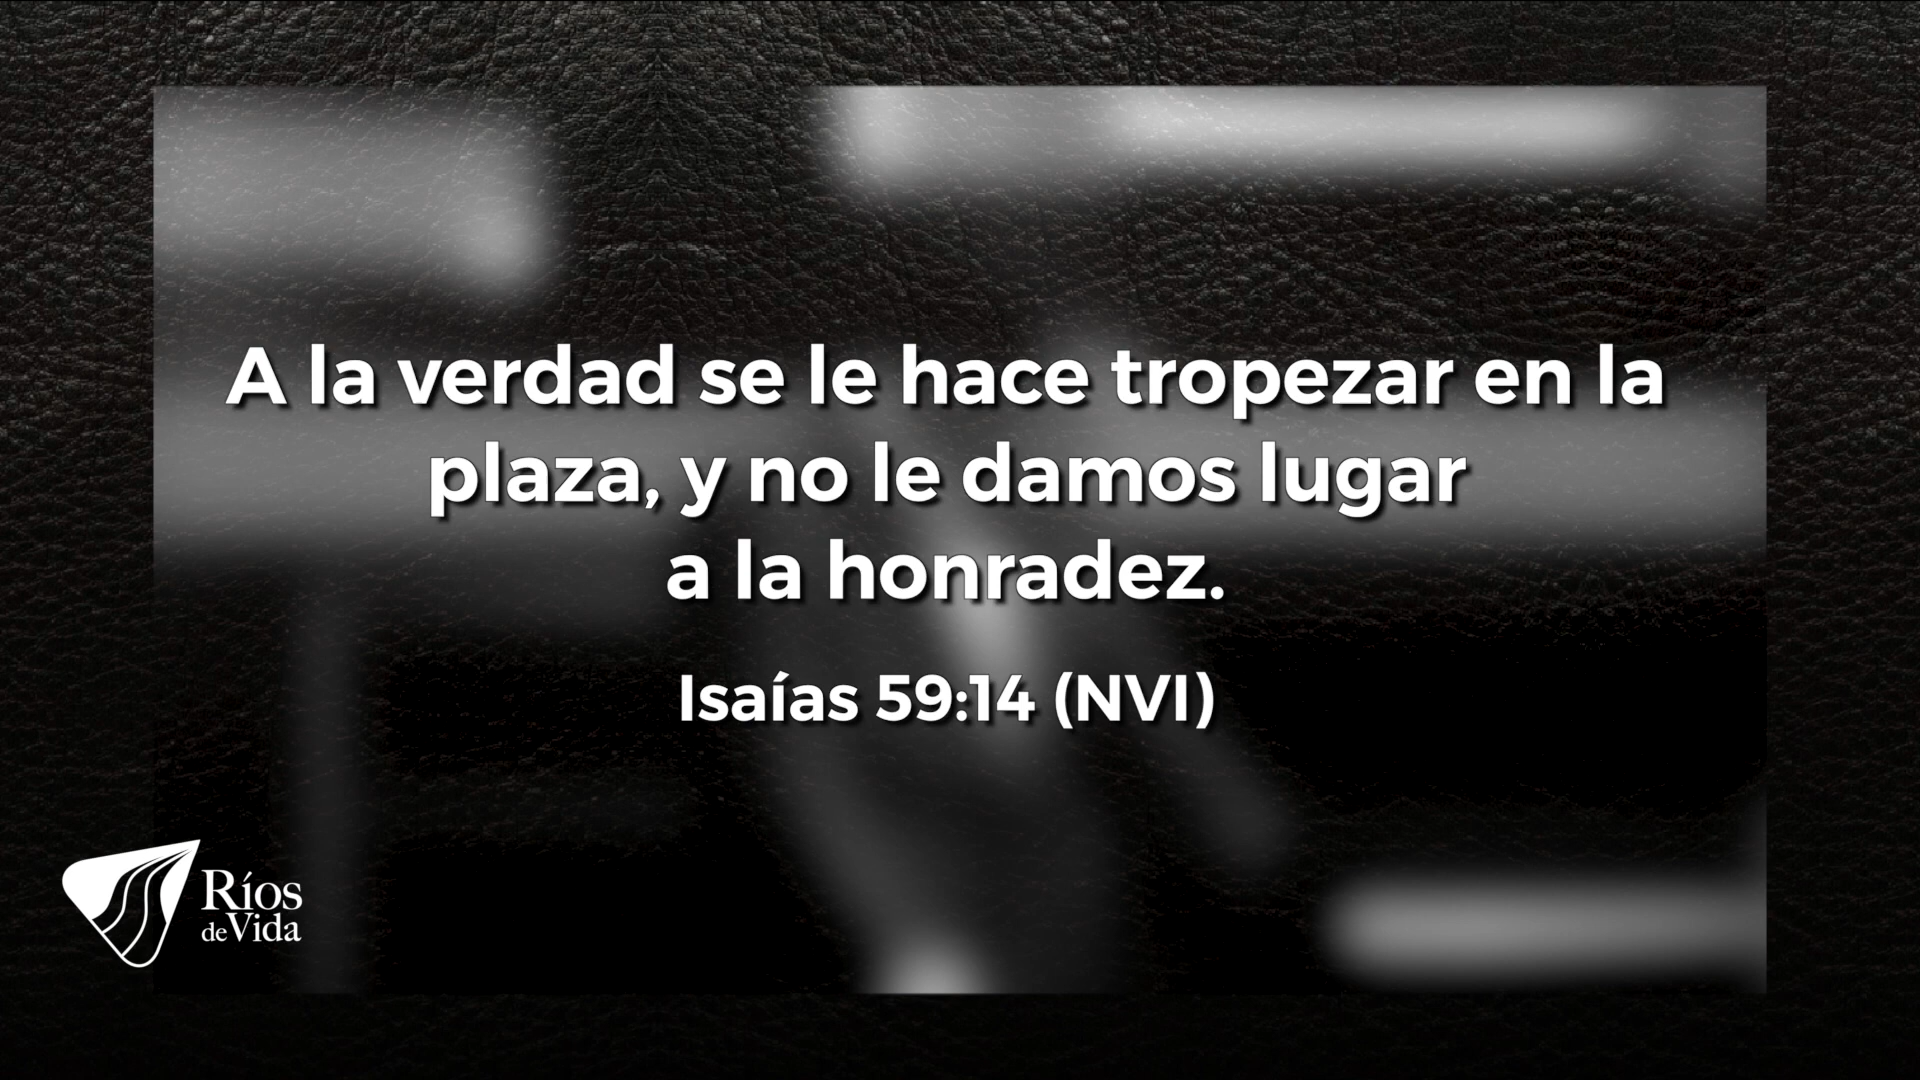 A la verdad se le hace tropezar en la
plaza, y no le damos lugar
a la honradez.
Isaías 59:14 (NVI)
Ríos
de Vida